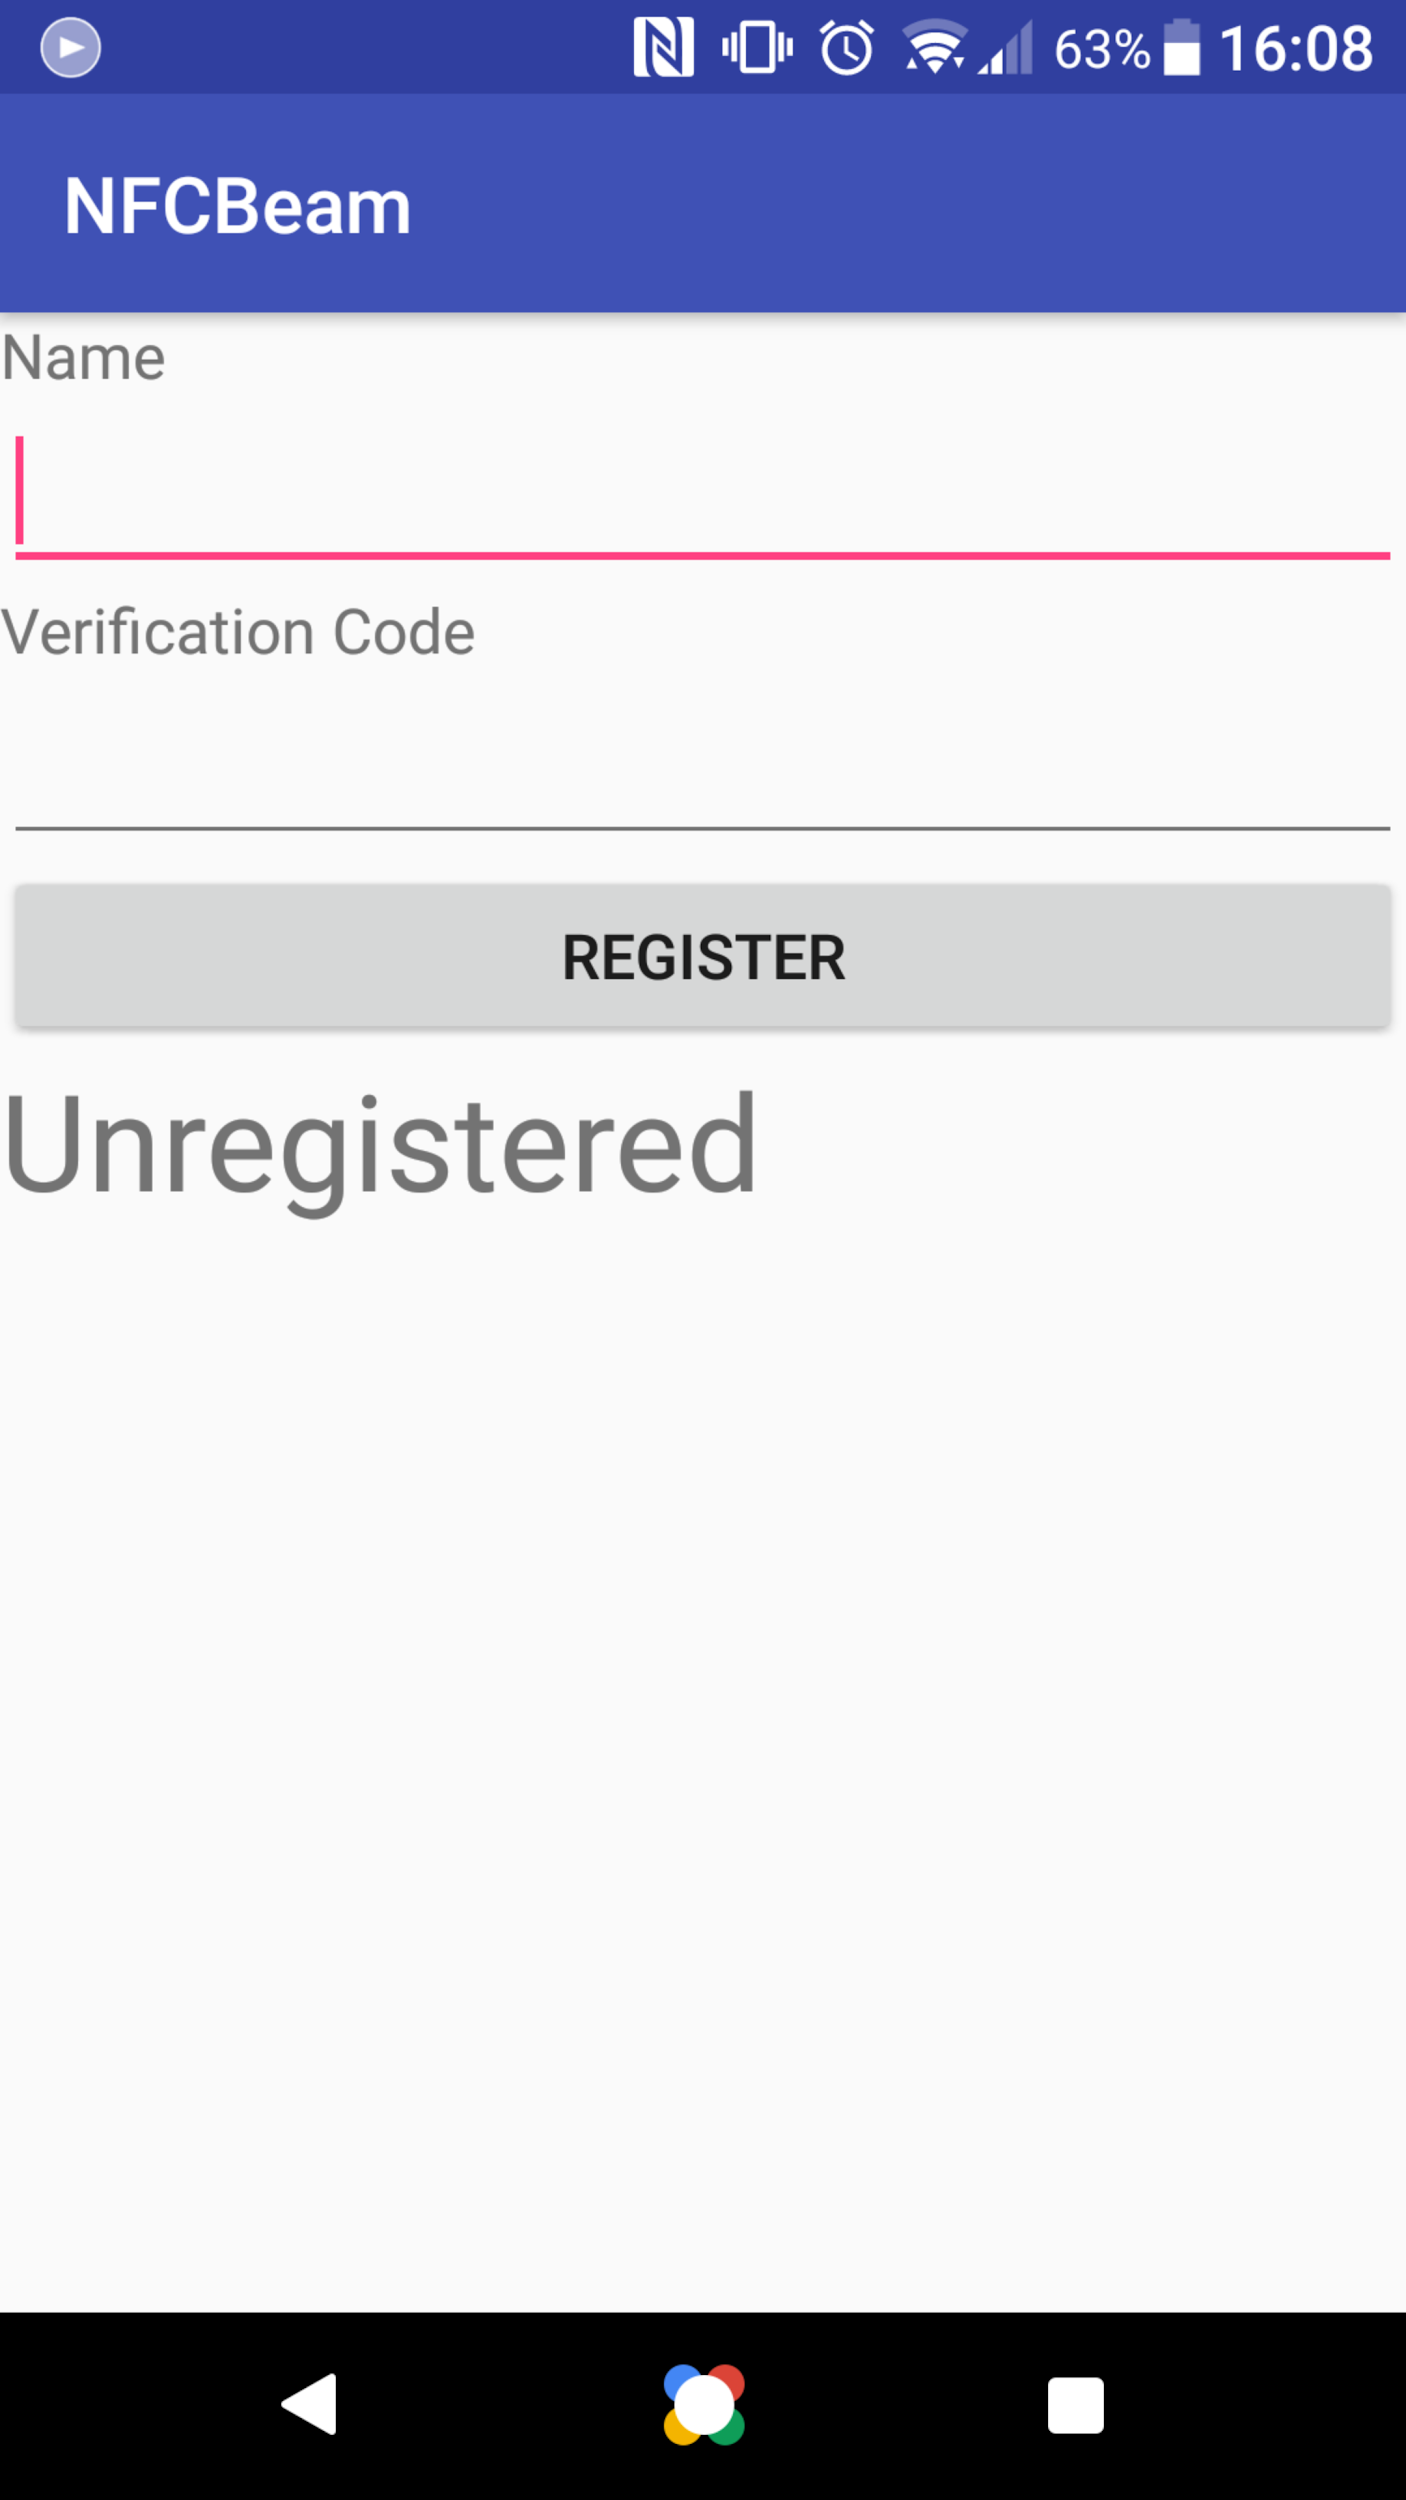 63% 16:08
NFCBeam
Name
Verification Code
REGISTER
Unregistered